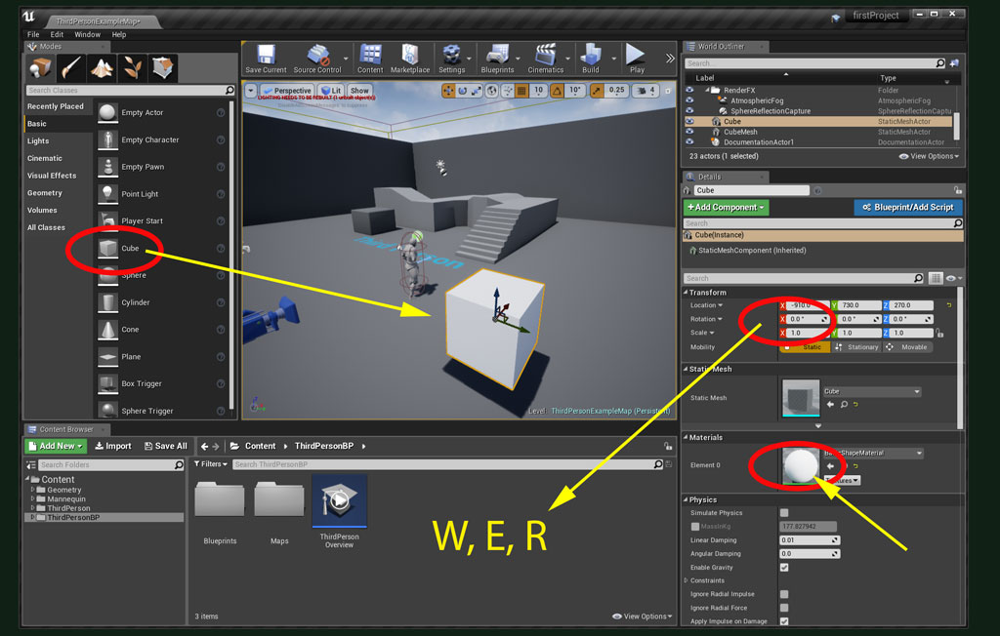 ThirdPersonExampleMap*
firstProject
File Edit Window Help
Modes
Search Classes
Recently Placed
Basic
Lights
Cinematic
Visual Effects
Geometry
Volumes
All Classes
Empty Actor
Empty Character
Empty Pawn
Point Light
Player Start
Cube
Sphere
Cylinder
Cone
Plane
Box Trigger
Sphere Trigger
Save Current Source Control Content Marketplace Settings Blueprints Cinematics Build Play
Perspective Lit Show 10 10° 0.25 4
LIGHTING NEEDS TO BE REBUILT (1 unbuilt object(s))
Third Person
Level: ThirdPersonExampleMap (Persistent)
World Outliner
Search...
Label Type
RenderFX Folder
AtmosphericFog AtmosphericFog
SphereReflectionCapture SphereReflectionCaptu
Cube StaticMeshActor
CubeMesh StaticMeshActor
DocumentationActor1 DocumentationActor
23 actors (1 selected) View Options
Details
Cube
+Add Component Blueprint/Add Script
Search
Cube(Instance)
StaticMeshComponent (Inherited)
Search
Transform
Location X -910.0 Y 730.0 Z 270.0
Rotation X 0.0 ° Y 0.0 ° Z 0.0 °
Scale X 1.0 Y 1.0 Z 1.0
Mobility Static Stationary Movable
Static Mesh
Static Mesh Cube
Materials
Element 0 BasicShapeMaterial
Physics
Simulate Physics
MassInKg 177.827942
Linear Damping 0.01
Angular Damping 0.0
Enable Gravity
Constraints
Ignore Radial Impulse
Ignore Radial Force
Apply Impulse on Damage
Content Browser
Add New Import Save All Content ThirdPersonBP
Search Folders
Content
Geometry
Mannequin
ThirdPerson
ThirdPersonBP
Filters Search ThirdPersonBP
Blueprints
Maps
ThirdPerson
Overview
3 items View Options
W, E, R